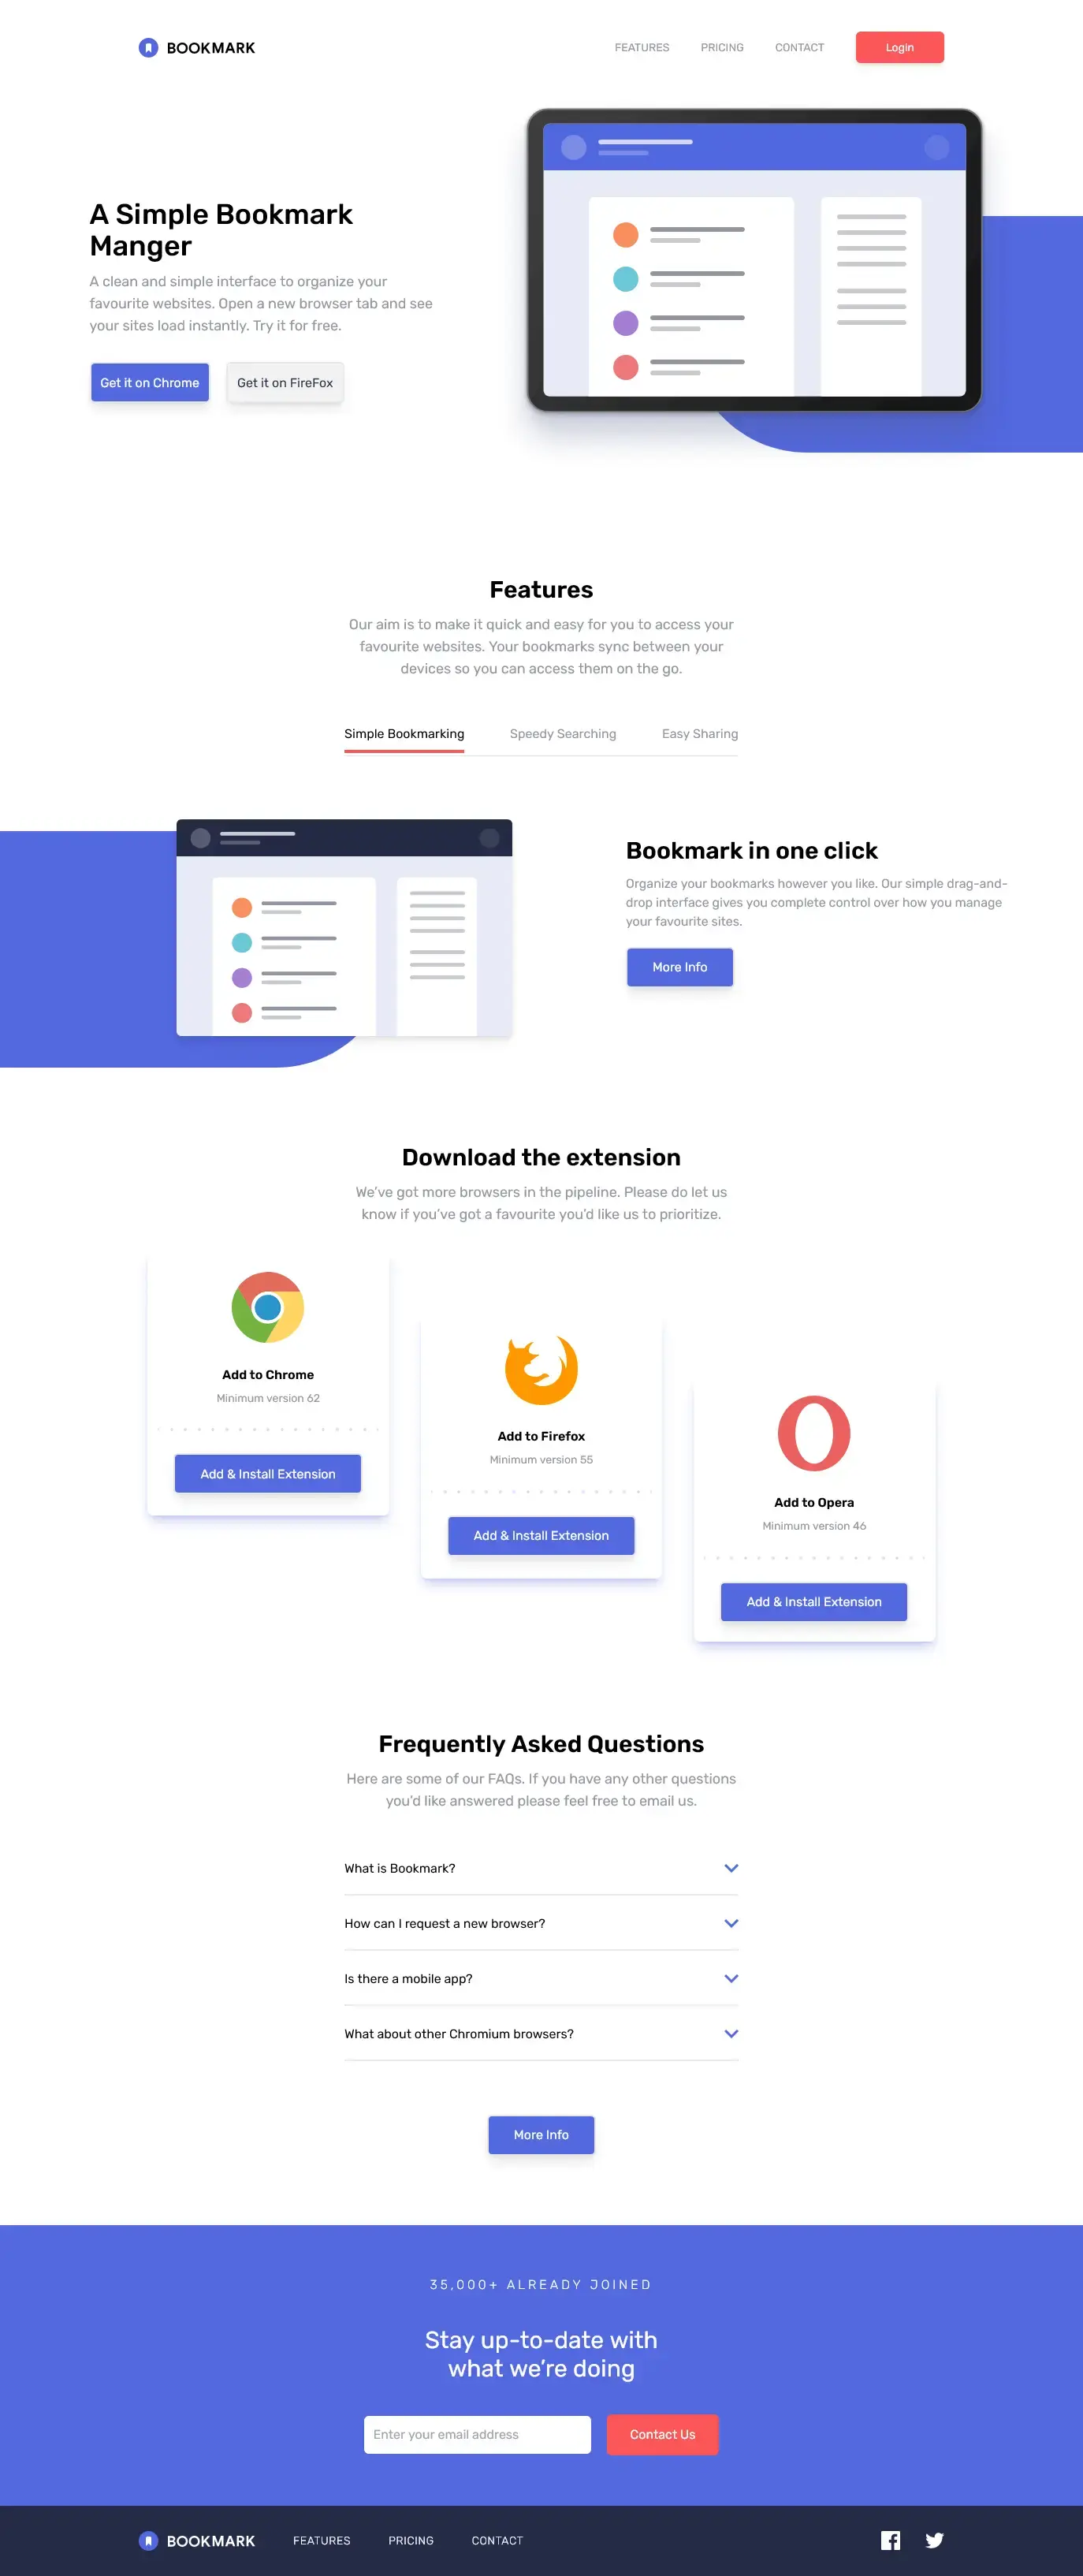 BOOKMARK
FEATURES
PRICING
CONTACT
Login
A Simple Bookmark
Manger
A clean and simple interface to organize your
favourite websites. Open a new browser tab and see
your sites load instantly. Try it for free.
Get it on Chrome
Get it on FireFox
Features
Our aim is to make it quick and easy for you to access your
favourite websites. Your bookmarks sync between your
devices so you can access them on the go.
Simple Bookmarking
Speedy Searching
Easy Sharing
Bookmark in one click
Organize your bookmarks however you like. Our simple drag-and-
drop interface gives you complete control over how you manage
your favourite sites.
More Info
Download the extension
We’ve got more browsers in the pipeline. Please do let us
know if you’ve got a favourite you’d like us to prioritize.
Add to Chrome
Minimum version 62
Add & Install Extension
Add to Firefox
Minimum version 55
Add & Install Extension
Add to Opera
Minimum version 46
Add & Install Extension
Frequently Asked Questions
Here are some of our FAQs. If you have any other questions
you’d like answered please feel free to email us.
What is Bookmark?
How can I request a new browser?
Is there a mobile app?
What about other Chromium browsers?
More Info
35,000+ ALREADY JOINED
Stay up-to-date with
what we’re doing
Enter your email address
Contact Us
BOOKMARK
FEATURES
PRICING
CONTACT